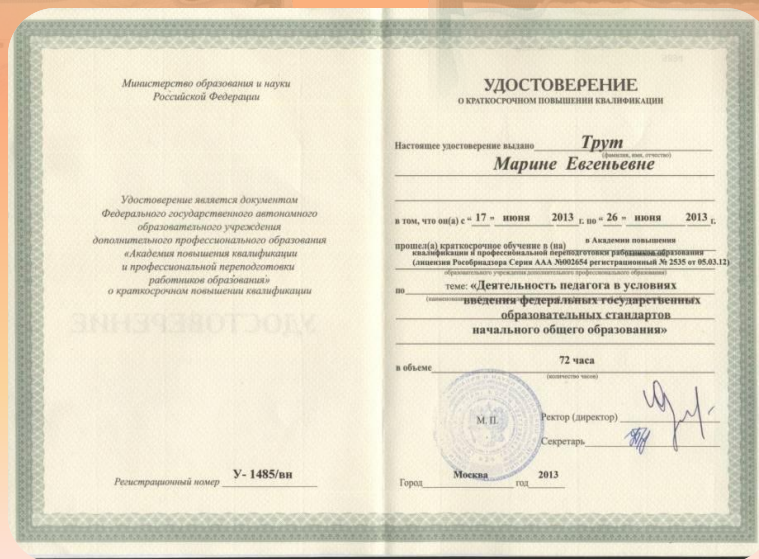 Министерство образования и науки
Российской Федерации
Удостоверение является документом
Федерального государственного автономного
образовательного учреждения
дополнительного профессионального образования
«Академия повышения квалификации
и профессиональной переподготовки
работников образования»
о краткосрочном повышении квалификации
Регистрационный номер У- 1485/вн
УДОСТОВЕРЕНИЕ
О КРАТКОСРОЧНОМ ПОВЫШЕНИИ КВАЛИФИКАЦИИ
Настоящее удостоверение выдано Трут
(фамилия, имя, отчество)
Марине Евгеньевне
в том, что он(а) с “ 17 ” июня 2013 г. по “ 26 ” июня 2013 г.
прошел(а) краткосрочное обучение в (на) в Академии повышения
квалификации и профессиональной переподготовки работников образования
(лицензия Рособрнадзора Серия ААА №002654 регистрационный № 2535 от 05.03.12)
образовательного учреждения дополнительного профессионального образования)
по теме: «Деятельность педагога в условиях
введения федеральных государственных
образовательных стандартов
начального общего образования»
в объеме 72 часа
(количество часов)
М. П.
Ректор (директор)
Секретарь
Город Москва год 2013